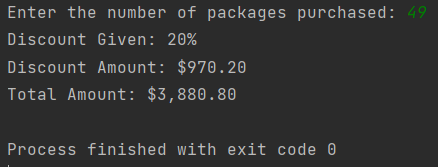 Enter the number of packages purchased: 49
Discount Given: 20%
Discount Amount: $970.20
Total Amount: $3,880.80
Process finished with exit code 0